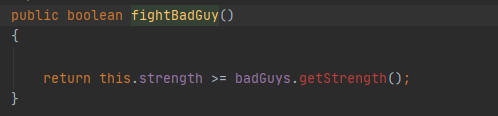 public boolean fightBadGuy()
{
return this.strength >= badGuys.getStrength();
}